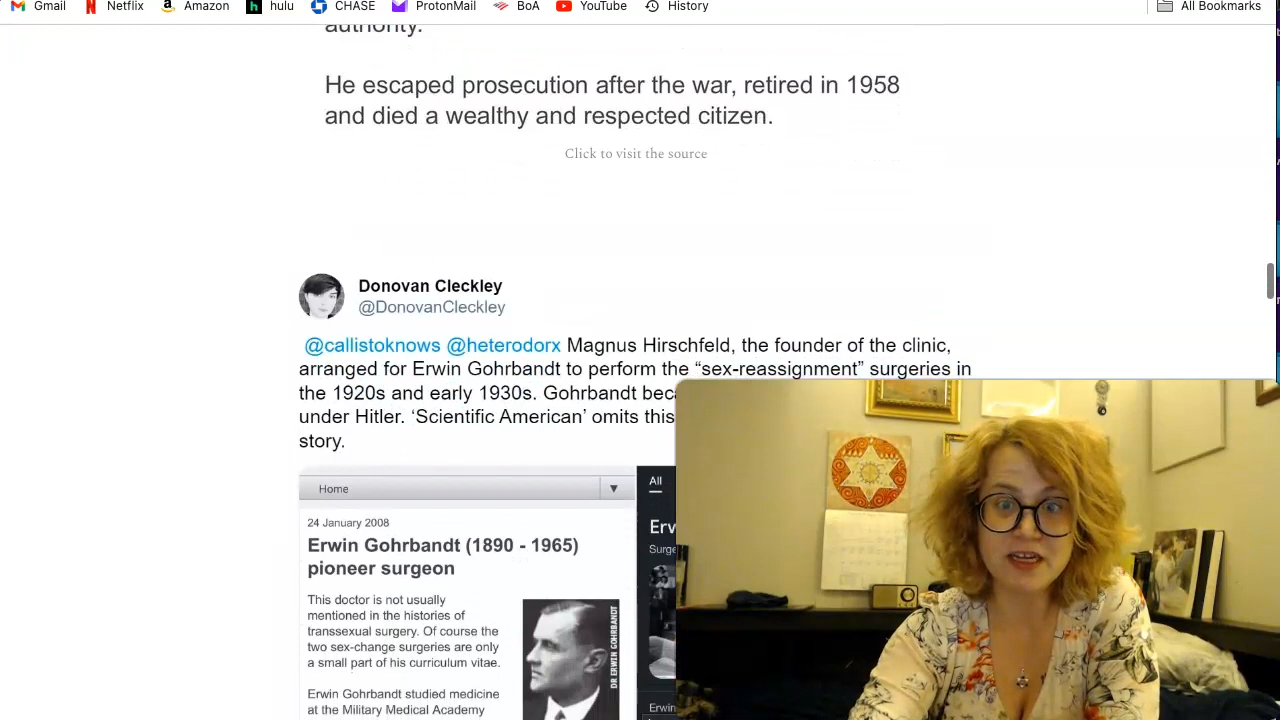 Gmail Netflix Amazon hulu CHASE ProtonMail BoA YouTube History All Bookmarks
authority.
He escaped prosecution after the war, retired in 1958
and died a wealthy and respected citizen.
Click to visit the source
Donovan Cleckley
@DonovanCleckley
@callistoknows @heterodorx Magnus Hirschfeld, the founder of the clinic,
arranged for Erwin Gohrbandt to perform the “sex-reassignment” surgeries in
the 1920s and early 1930s. Gohrbandt
under Hitler. ‘Scientific American’ omits this
story.
Home
All
24 January 2008
Erwin Gohrbandt (1890 - 1965)
pioneer surgeon
This doctor is not usually
mentioned in the histories of
transsexual surgery. Of course the
two sex-change surgeries are only
a small part of his curriculum vitae.
Erwin Gohrbandt studied medicine
at the Military Medical Academy
DR ERWIN GOHRBANDT
Erwin